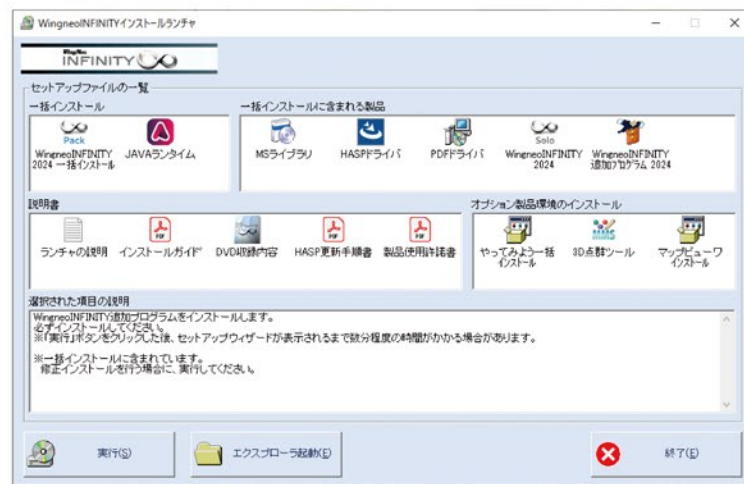 WingneoINFINITYインストールランチャ
WingNeo
INFINITY
セットアップファイルの一覧
一括インストール
一括インストールに含まれる製品
Pack
WingneoINFINITY
2024 一括インストール
JAVAランタイム
MSライブラリ
HASPドライバ
PDFドライバ
Solo
WingneoINFINITY
2024
WingneoINFINITY
追加プログラム 2024
説明書
オプション製品環境のインストール
ランチャの説明
PDF
インストールガイド
DVD収録内容
PDF
HASP更新手順書
PDF
製品使用許諾書
やってみよう一括
インストール
3D点群ツール
マップビューワ
インストール
選択された項目の説明
WingneoINFINITY追加プログラムをインストールします。
必ずインストールしてください。
※「実行」ボタンをクリックした後、セットアップウィザードが表示されるまで数分程度の時間がかかる場合があります。
※一括インストールに含まれています。
修正インストールを行う場合に、実行してください。
実行(S)
エクスプローラ起動(E)
終了(E)